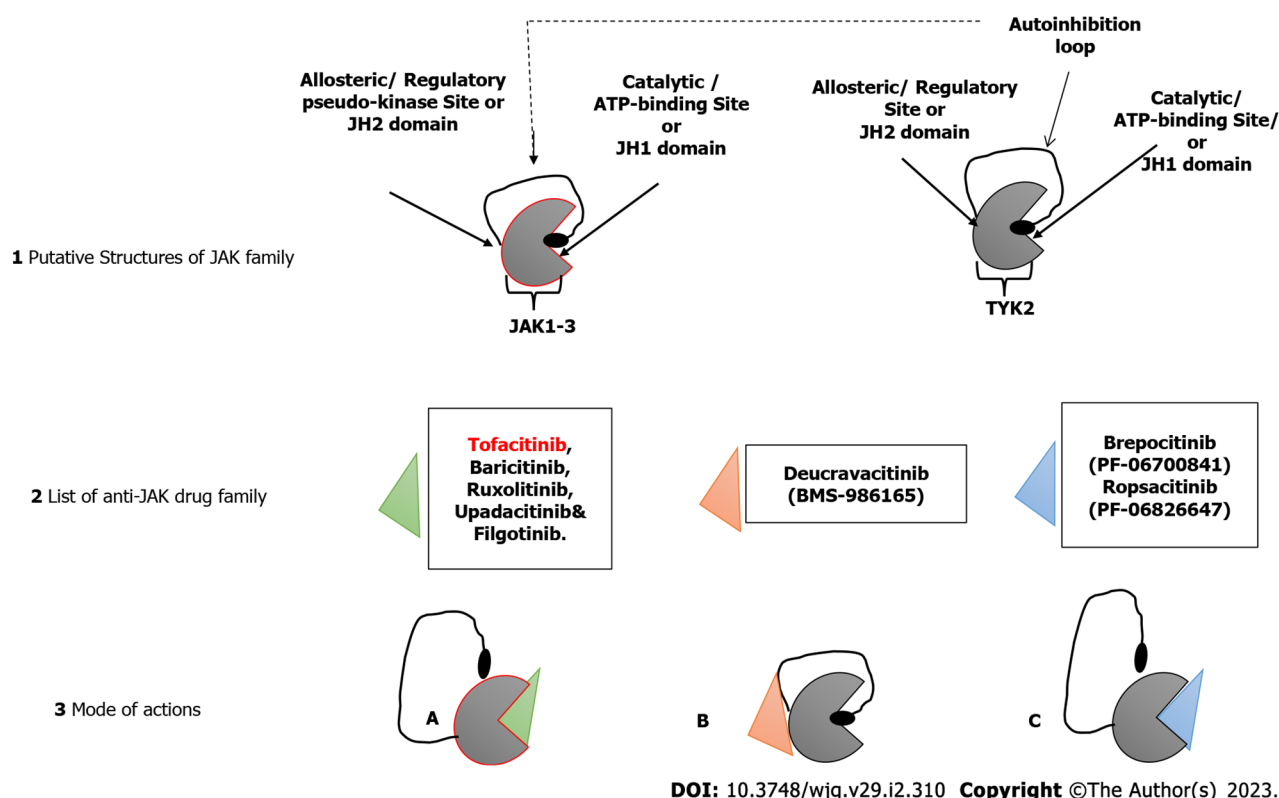 Autoinhibition
loop
Allosteric/ Regulatory
pseudo-kinase Site or
JH2 domain
Catalytic /
ATP-binding Site
or
JH1 domain
Allosteric/ Regulatory
Site or
JH2 domain
Catalytic/
ATP-binding Site/
or
JH1 domain
1 Putative Structures of JAK family
JAK1-3
TYK2
2 List of anti-JAK drug family
Tofacitinib,
Baricitinib,
Ruxolitinib,
Upadacitinib&
Filgotinib.
Deucravacitinib
(BMS-986165)
Brepocitinib
(PF-06700841)
Ropsacitinib
(PF-06826647)
3 Mode of actions
A
B
C
DOI: 10.3748/wjg.v29.i2.310 Copyright ©The Author(s) 2023.